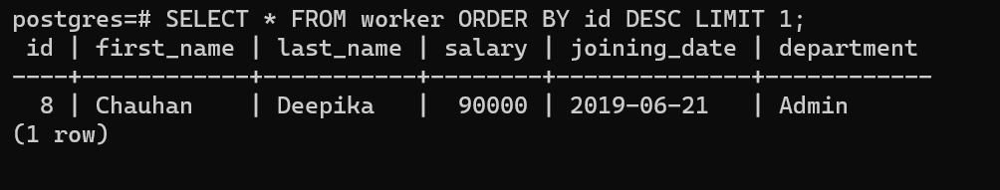 postgres=# SELECT * FROM worker ORDER BY id DESC LIMIT 1;
 id | first_name | last_name | salary | joining_date | department
----+------------+-----------+--------+--------------+------------
  8 | Chauhan    | Deepika   |  90000 | 2019-06-21   | Admin
(1 row)